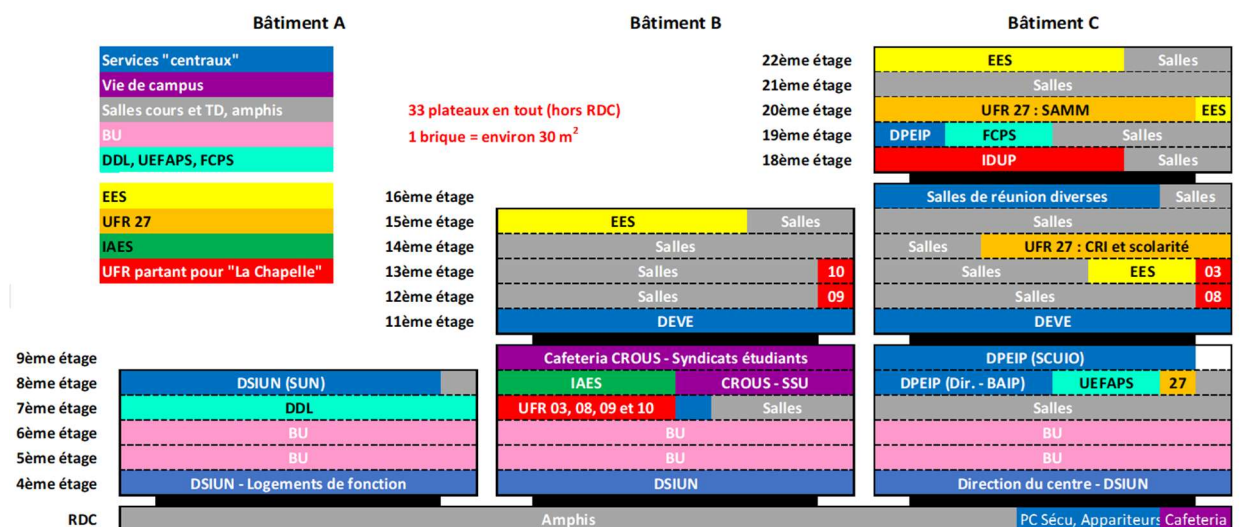 Bâtiment A
Bâtiment B
Bâtiment C
Services "centraux"
Vie de campus
Salles cours et TD, amphis
BU
DDL, UEFAPS, FCPS
EES
UFR 27
IAES
UFR partant pour "La Chapelle"
33 plateaux en tout (hors RDC)
1 brique = environ 30 m²
22ème étage EES Salles
21ème étage Salles
20ème étage UFR 27 : SAMM EES
19ème étage DPEIP FCPS Salles
18ème étage IDUP Salles
16ème étage Salles de réunion diverses Salles
15ème étage EES Salles Salles
14ème étage Salles Salles UFR 27 : CRI et scolarité
13ème étage Salles 10 Salles EES 03
12ème étage Salles 09 Salles 08
11ème étage DEVE DEVE
9ème étage Cafeteria CROUS - Syndicats étudiants DPEIP (SCUIO)
8ème étage DSIUN (SUN) IAES CROUS - SSU DPEIP (Dir. - BAIP) UEFAPS 27
7ème étage DDL UFR 03, 08, 09 et 10 Salles Salles
6ème étage BU BU BU
5ème étage BU BU BU
4ème étage DSIUN - Logements de fonction DSIUN Direction du centre - DSIUN
RDC Amphis PC Sécu, Appariteurs Cafeteria